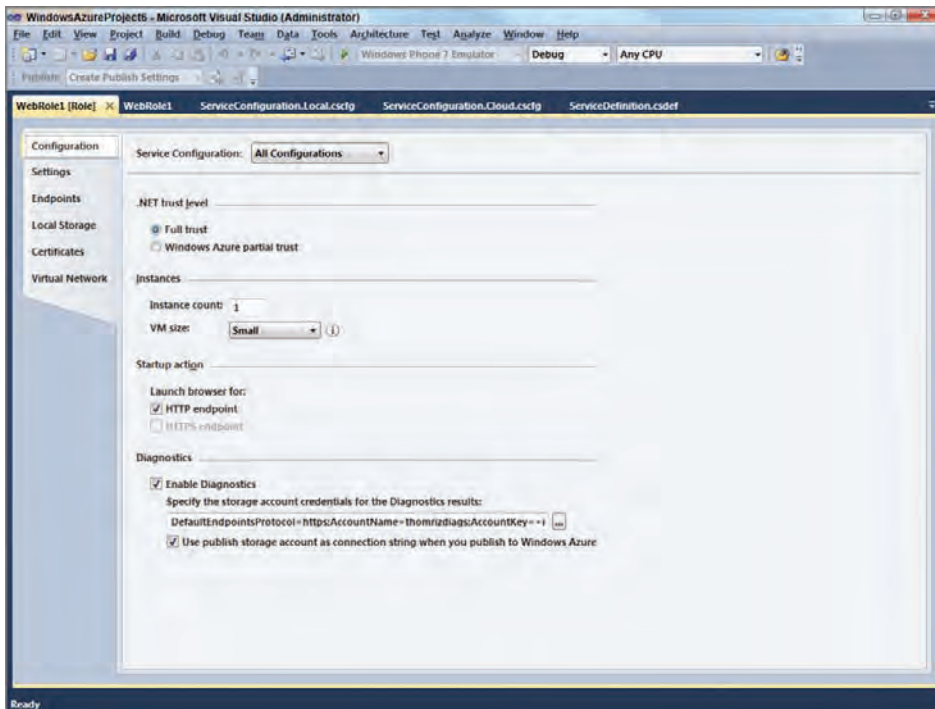 WindowsAzureProject6 - Microsoft Visual Studio (Administrator)
File Edit View Project Build Debug Team Data Tools Architecture Test Analyze Window Help
Windows Phone 7 Emulator Debug Any CPU
Publish: Create Publish Settings
WebRole1 [Role] WebRole1 ServiceConfiguration.Local.cscfg ServiceConfiguration.Cloud.cscfg ServiceDefinition.csdef
Configuration
Settings
Endpoints
Local Storage
Certificates
Virtual Network
Service Configuration: All Configurations
.NET trust level
Full trust
Windows Azure partial trust
Instances
Instance count: 1
VM size: Small
Startup action
Launch browser for:
HTTP endpoint
HTTPS endpoint
Diagnostics
Enable Diagnostics
Specify the storage account credentials for the Diagnostics results:
DefaultEndpointsProtocol=https;AccountName=thomrizdiags;AccountKey=+i ...
Use publish storage account as connection string when you publish to Windows Azure
Ready